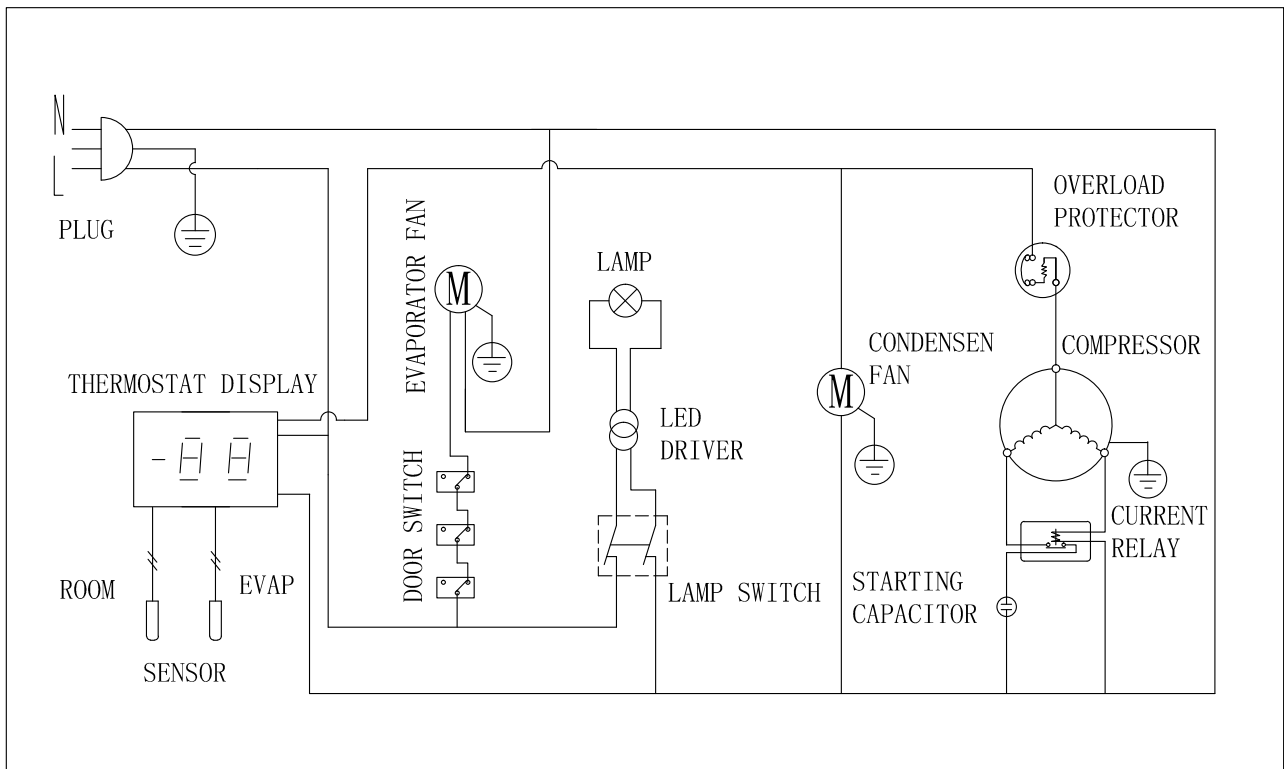 N
L
PLUG
OVERLOAD
PROTECTOR
EVAPORATOR FAN
M
LAMP
CONDENSEN
FAN
M
COMPRESSOR
THERMOSTAT DISPLAY
-88
LED
DRIVER
DOOR SWITCH
CURRENT
RELAY
ROOM
EVAP
LAMP SWITCH
STARTING
CAPACITOR
SENSOR